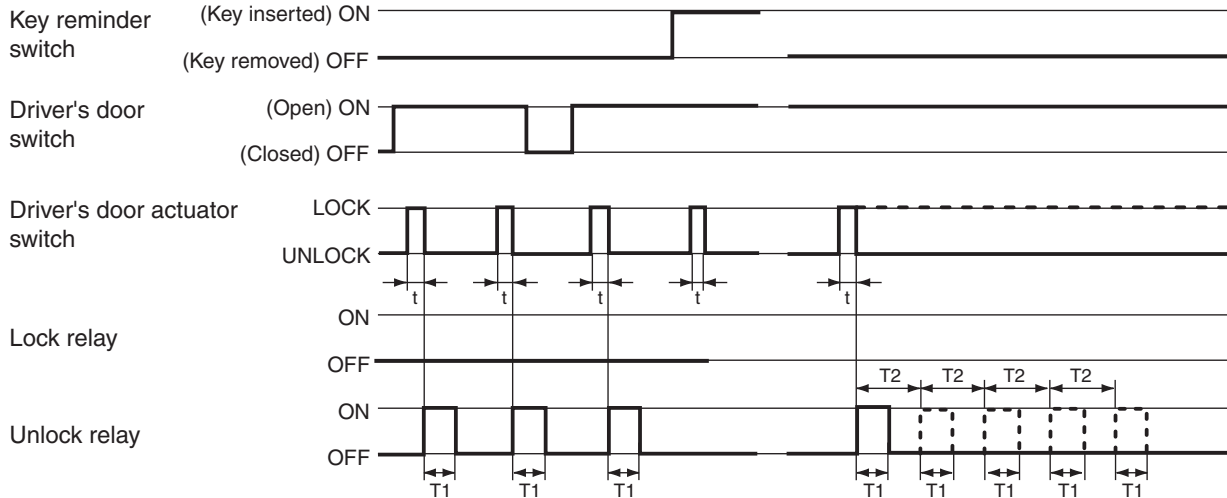 Key reminder
switch
(Key inserted) ON
(Key removed) OFF
Driver's door
switch
(Open) ON
(Closed) OFF
Driver's door actuator
switch
LOCK
UNLOCK
t t t t t
Lock relay
ON
OFF
T2 T2 T2 T2
Unlock relay
ON
OFF
T1 T1 T1 T1 T1 T1 T1 T1